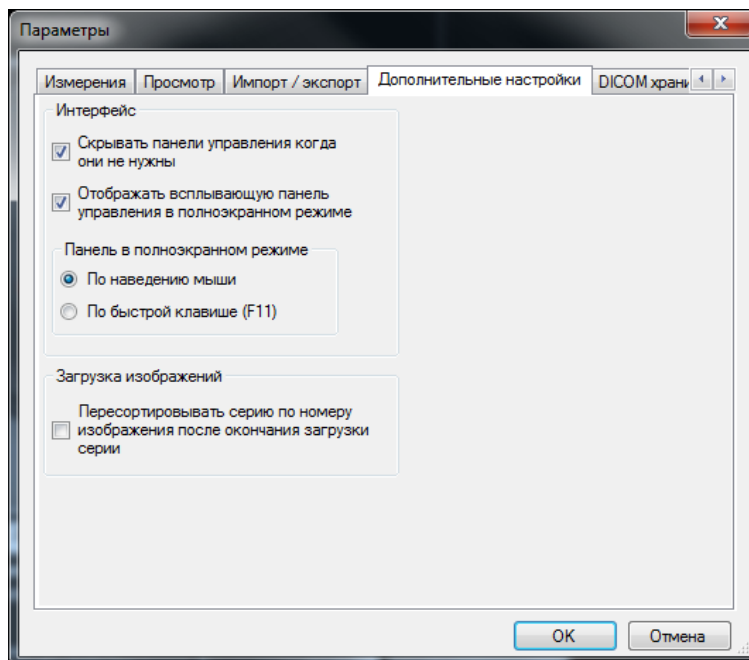 Параметры
Измерения Просмотр Импорт / экспорт Дополнительные настройки DICOM храни
Интерфейс
Скрывать панели управления когда
они не нужны
Отображать всплывающую панель
управления в полноэкранном режиме
Панель в полноэкранном режиме
По наведению мыши
По быстрой клавише (F11)
Загрузка изображений
Пересортировывать серию по номеру
изображения после окончания загрузки
серии
OK Отмена